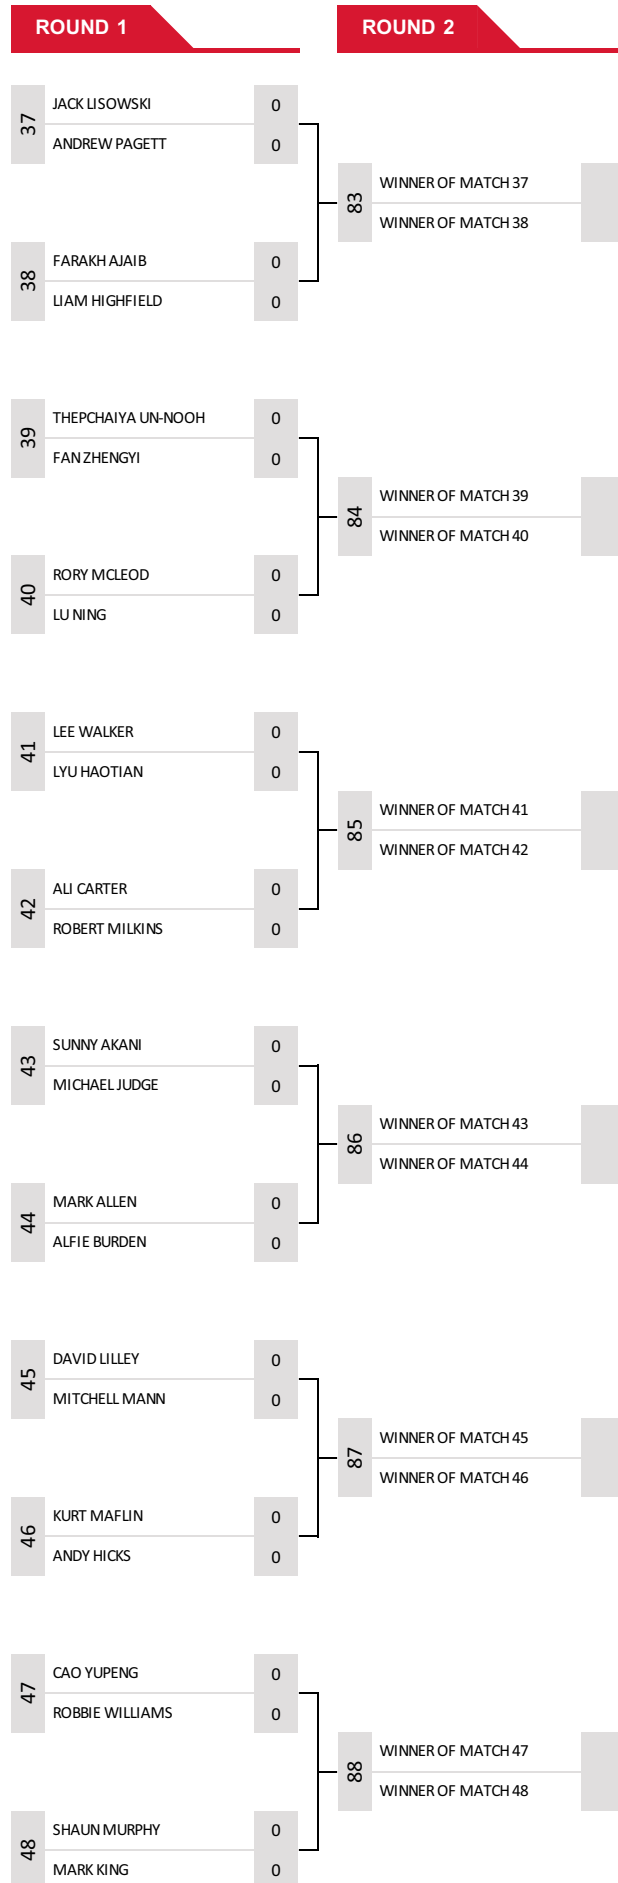 ROUND 1
ROUND 2
37
JACK LISOWSKI 0
ANDREW PAGETT 0
83
WINNER OF MATCH 37
WINNER OF MATCH 38
38
FARAKH AJAIB 0
LIAM HIGHFIELD 0
39
THEPCHAIYA UN-NOOH 0
FAN ZHENGYI 0
84
WINNER OF MATCH 39
WINNER OF MATCH 40
40
RORY MCLEOD 0
LU NING 0
41
LEE WALKER 0
LYU HAOTIAN 0
85
WINNER OF MATCH 41
WINNER OF MATCH 42
42
ALI CARTER 0
ROBERT MILKINS 0
43
SUNNY AKANI 0
MICHAEL JUDGE 0
86
WINNER OF MATCH 43
WINNER OF MATCH 44
44
MARK ALLEN 0
ALFIE BURDEN 0
45
DAVID LILLEY 0
MITCHELL MANN 0
87
WINNER OF MATCH 45
WINNER OF MATCH 46
46
KURT MAFLIN 0
ANDY HICKS 0
47
CAO YUPENG 0
ROBBIE WILLIAMS 0
88
WINNER OF MATCH 47
WINNER OF MATCH 48
48
SHAUN MURPHY 0
MARK KING 0